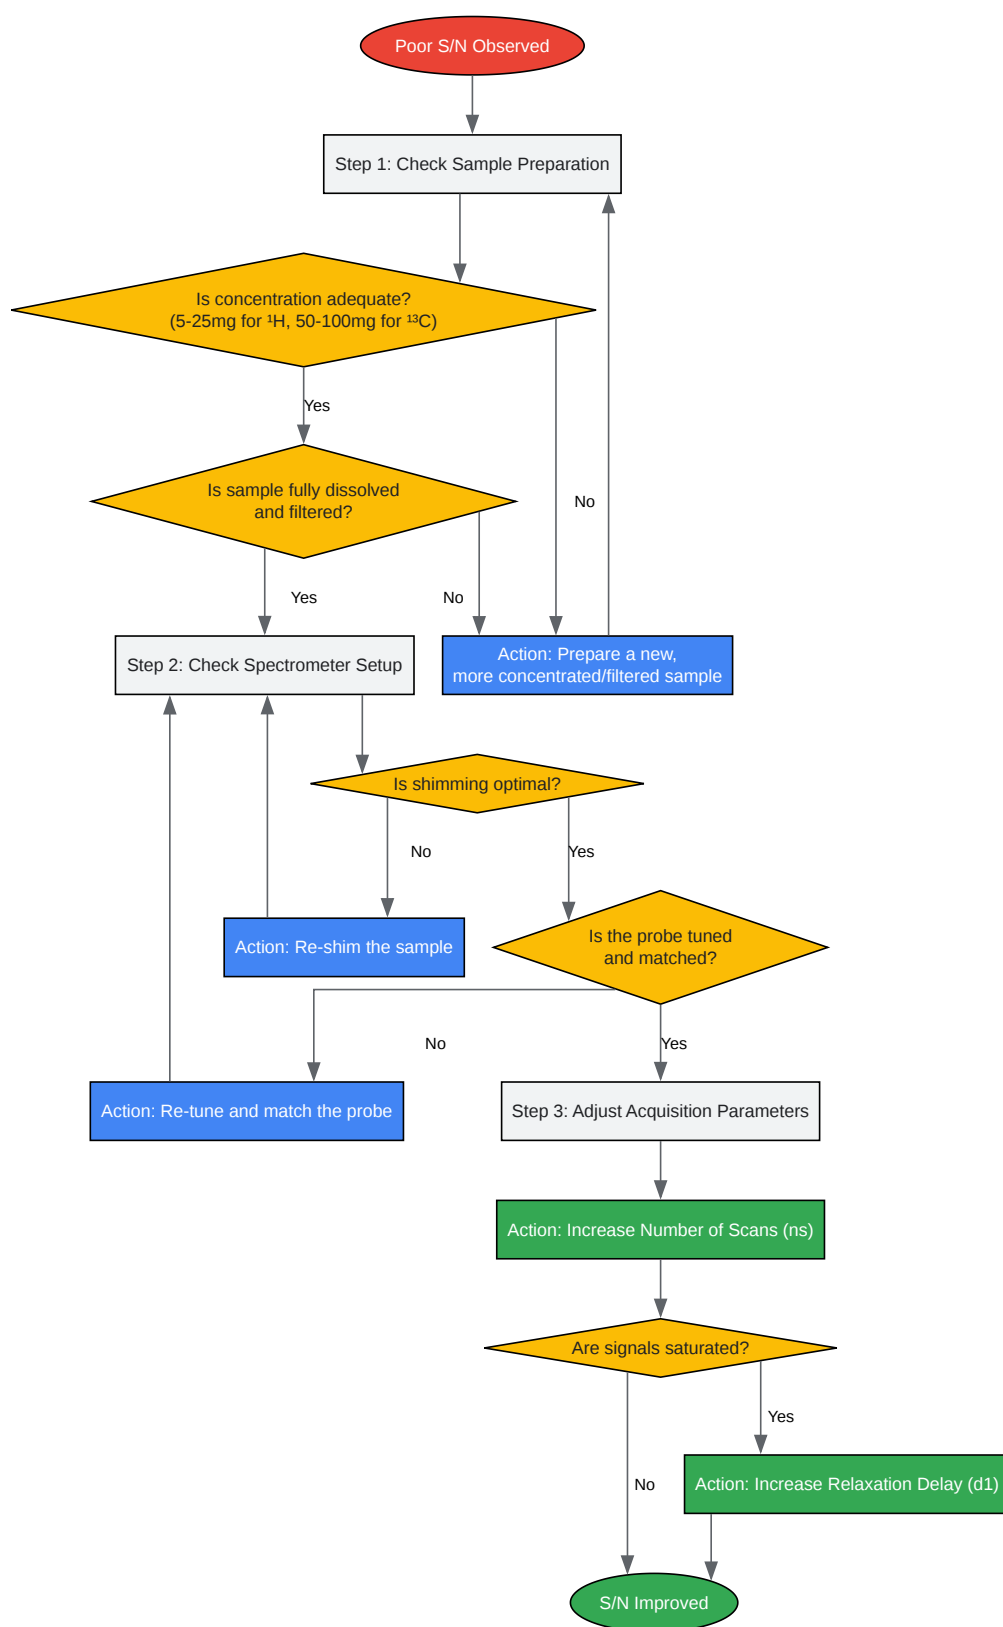 Poor S/N Observed
Step 1: Check Sample Preparation
Is concentration adequate?
(5-25mg for ¹H, 50-100mg for ¹³C)
Yes
Is sample fully dissolved
and filtered?
No
Yes
No
Step 2: Check Spectrometer Setup
Action: Prepare a new,
more concentrated/filtered sample
Is shimming optimal?
No
Yes
Action: Re-shim the sample
Is the probe tuned
and matched?
No
Yes
Action: Re-tune and match the probe
Step 3: Adjust Acquisition Parameters
Action: Increase Number of Scans (ns)
Are signals saturated?
Yes
No
Action: Increase Relaxation Delay (d1)
S/N Improved